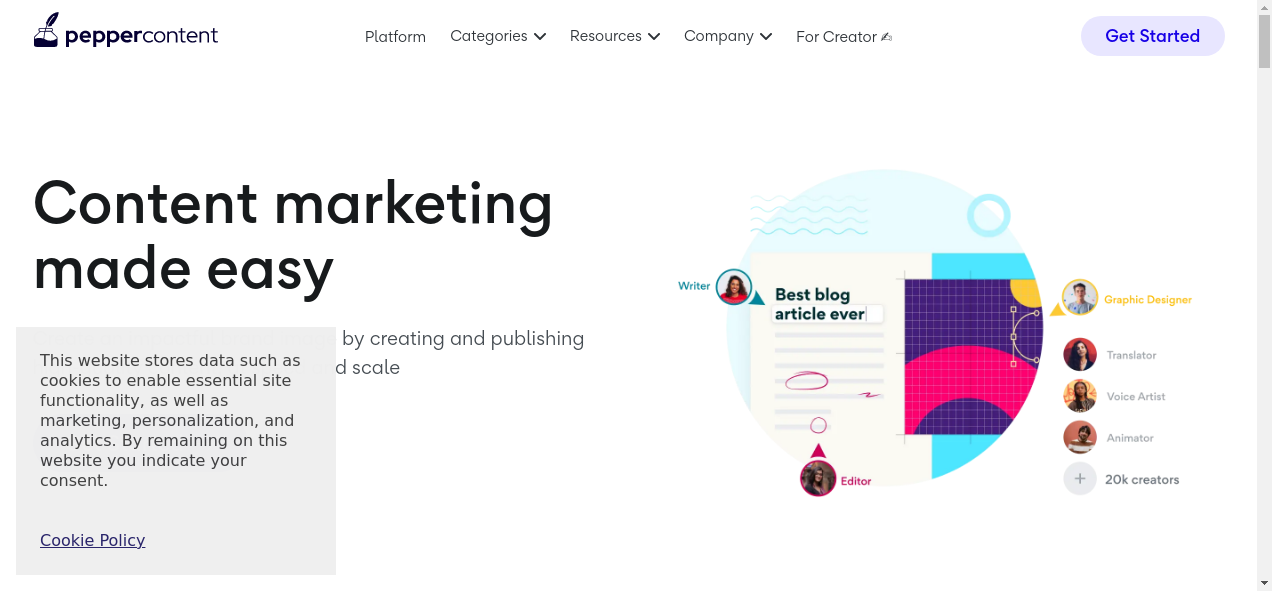 peppercontent
Platform
Categories
Resources
Company
For Creator ✍
Get Started
Content marketing
made easy
by creating and publishing
d scale
This website stores data such as
cookies to enable essential site
functionality, as well as
marketing, personalization, and
analytics. By remaining on this
website you indicate your
consent.
Cookie Policy
Writer
Best blog
article ever
Graphic Designer
Translator
Voice Artist
Animator
20k creators
Editor